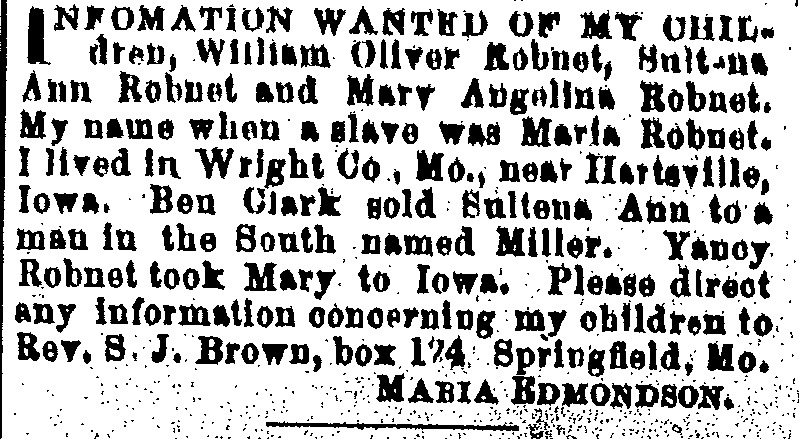 INFOMATION WANTED OF MY CHIL-
dren, William Oliver Robnet, Sultena
Ann Robnet and Mary Angelina Robnet.
My name when a slave was Maria Robnet.
I lived in Wright Co., Mo., near Hartsville,
Iowa. Ben Clark sold Sultena Ann to a
man in the South named Miller. Yancy
Robnet took Mary to Iowa. Please direct
any information concerning my children to
Rev. S. J. Brown, box 124 Springfield, Mo.
MARIA EDMONDSON.